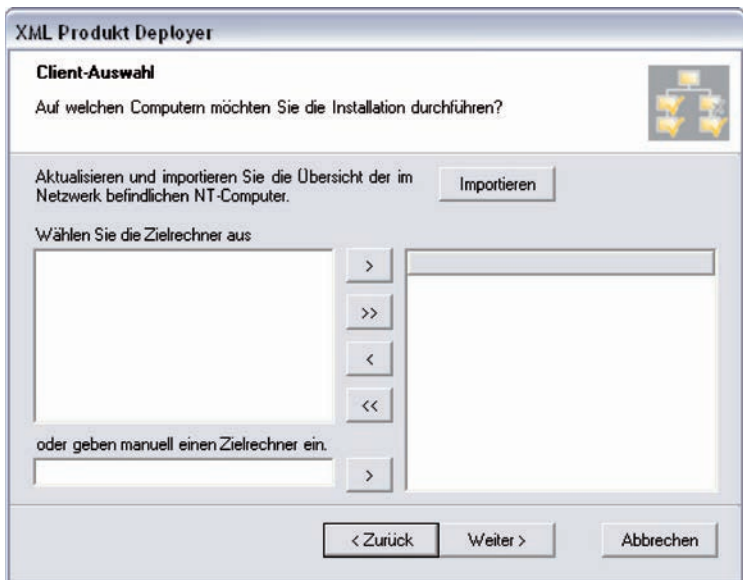 XML Produkt Deployer
Client-Auswahl
Auf welchen Computern möchten Sie die Installation durchführen?
Aktualisieren und importieren Sie die Übersicht der im
Netzwerk befindlichen NT-Computer.
Importieren
Wählen Sie die Zielrechner aus
>
>>
<
<<
oder geben manuell einen Zielrechner ein.
>
< Zurück
Weiter >
Abbrechen